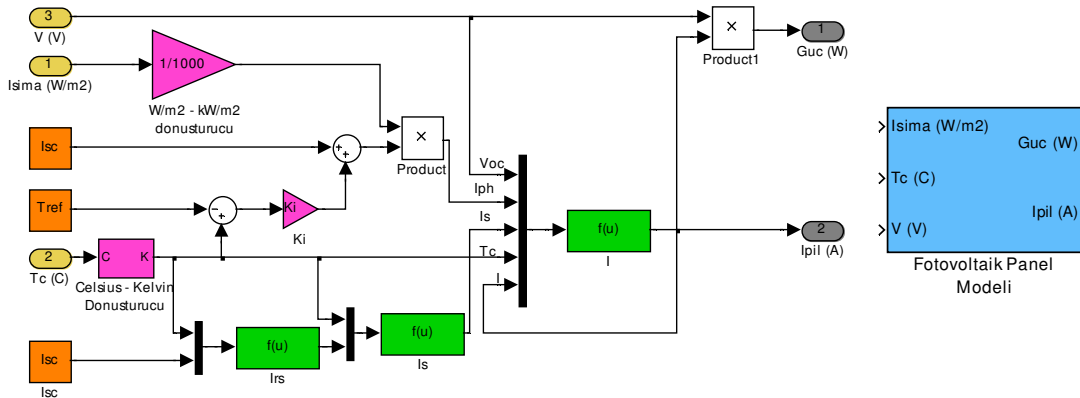 3
V (V)
1
Isima (W/m2)
1/1000
W/m2 - kW/m2
donusturucu
×
Product1
1
Guc (W)
Isc
+
+
×
Product
Tref
-
+
Ki
Ki
2
Tc (C)
C
K
Celsius - Kelvin
Donusturucu
Isc
Isc
f(u)
Irs
f(u)
Is
Voc
Iph
Is
Tc
I
f(u)
I
2
Ipil (A)
Isima (W/m2)
Guc (W)
Tc (C)
Ipil (A)
V (V)
Fotovoltaik Panel
Modeli